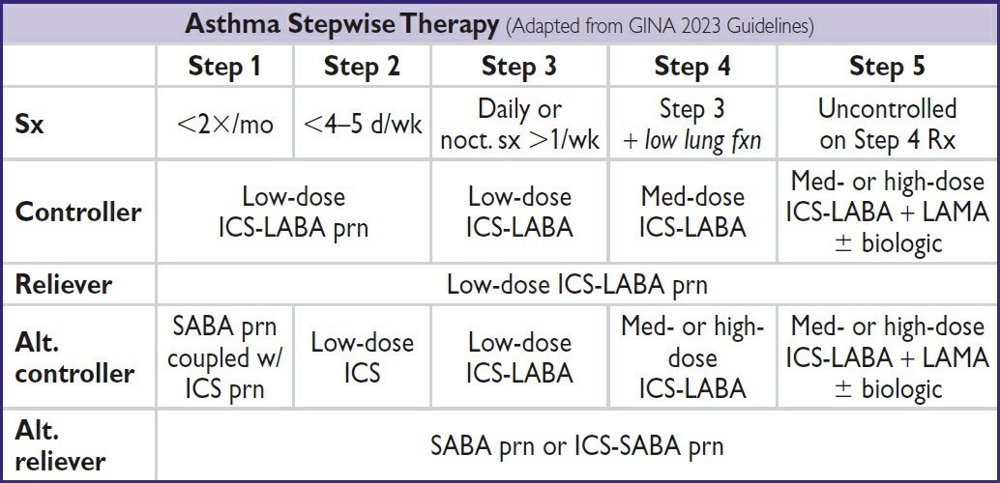 Asthma Stepwise Therapy (Adapted from GINA 2023 Guidelines)
Step 1 Step 2 Step 3 Step 4 Step 5
Sx
<2×/mo
<4–5 d/wk
Daily or
noct. sx >1/wk
Step 3
+ low lung fxn
Uncontrolled
on Step 4 Rx
Controller
Low-dose
ICS-LABA prn
Low-dose
ICS-LABA
Med-dose
ICS-LABA
Med- or high-dose
ICS-LABA + LAMA
± biologic
Reliever
Low-dose ICS-LABA prn
Alt.
controller
SABA prn
coupled w/
ICS prn
Low-dose
ICS
Low-dose
ICS-LABA
Med- or high-
dose
ICS-LABA
Med- or high-dose
ICS-LABA + LAMA
± biologic
Alt.
reliever
SABA prn or ICS-SABA prn